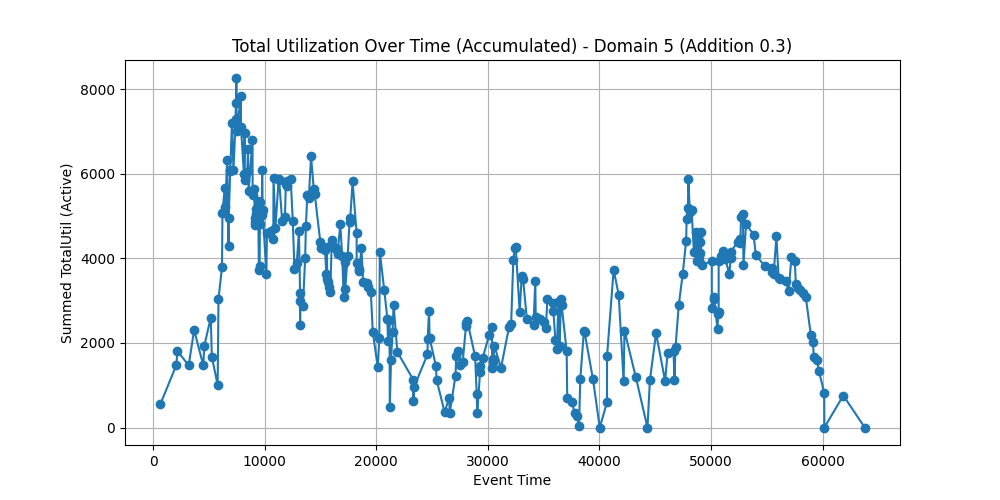 Total Utilization Over Time (Accumulated) - Domain 5 (Addition 0.3)
Summed TotalUtil (Active)
8000
6000
4000
2000
0
0 10000 20000 30000 40000 50000 60000
Event Time